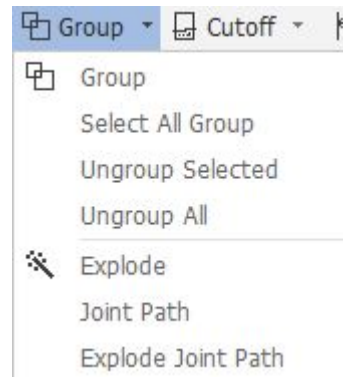 Group Cutoff
Group
Select All Group
Ungroup Selected
Ungroup All
Explode
Joint Path
Explode Joint Path